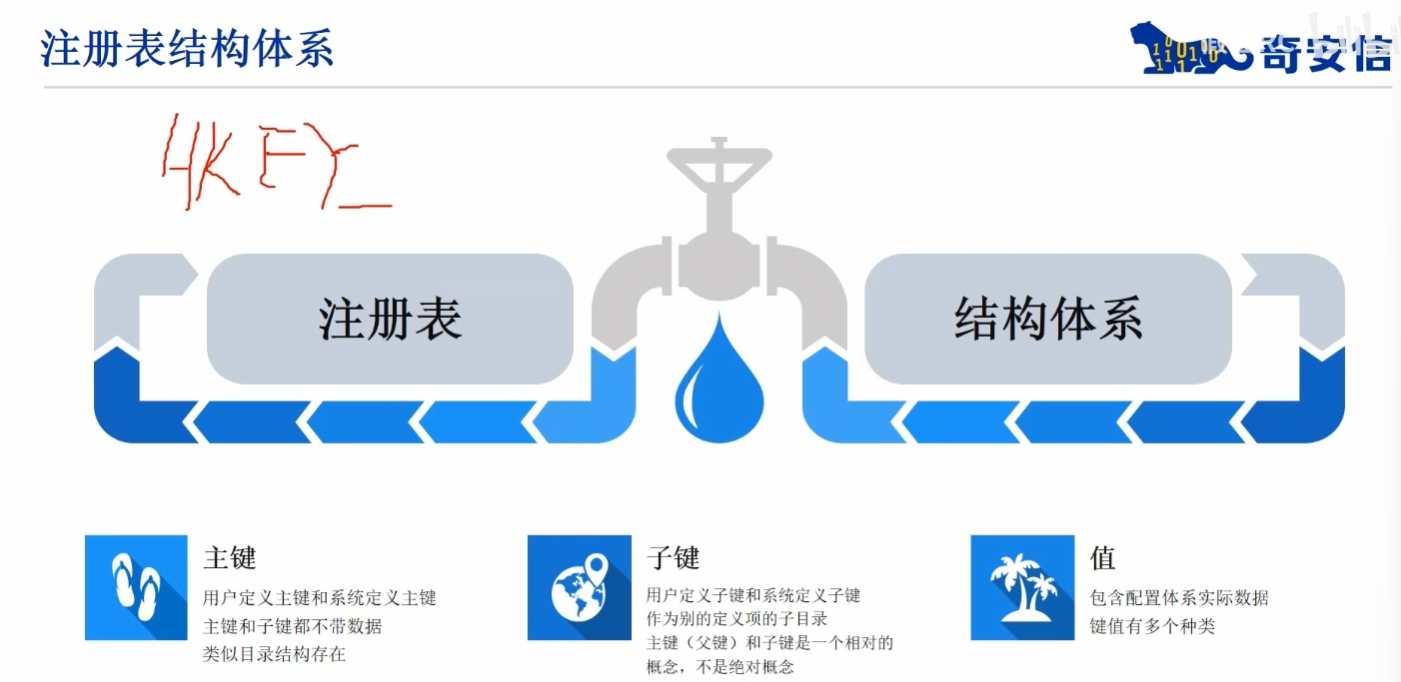 注册表结构体系
奇安信
HKEY_
注册表
结构体系
主键
用户定义主键和系统定义主键
主键和子键都不带数据
类似目录结构存在
子键
用户定义子键和系统定义子键
作为别的定义项的子目录
主键（父键）和子键是一个相对的
概念，不是绝对概念
值
包含配置体系实际数据
键值有多个种类